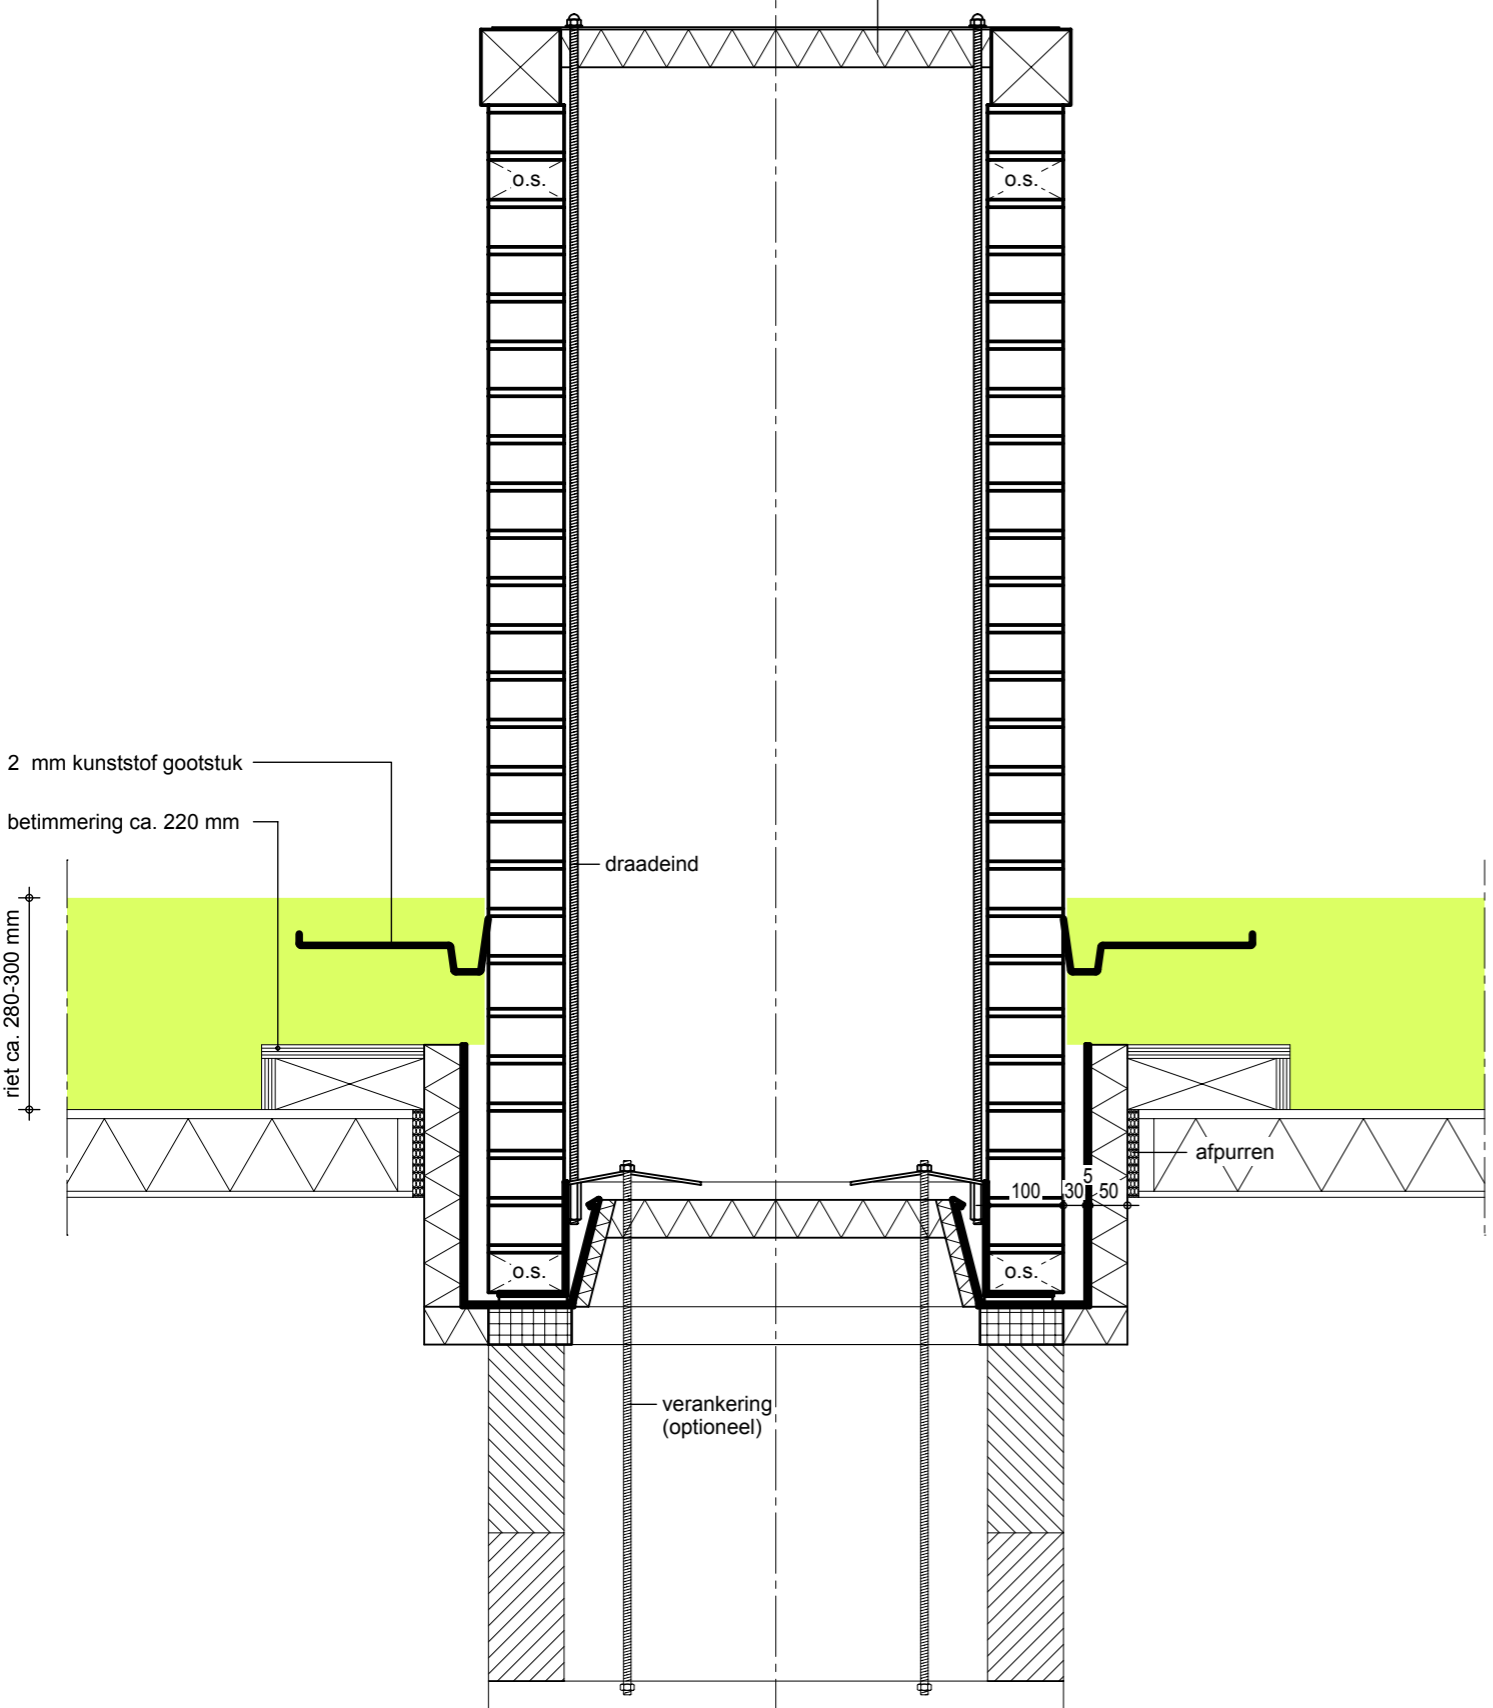 o.s.
o.s.
2 mm kunststof gootstuk
betimmering ca. 220 mm
draadeind
riet ca. 280-300 mm
afpurren
5
100
30
50
o.s.
o.s.
verankering
(optioneel)